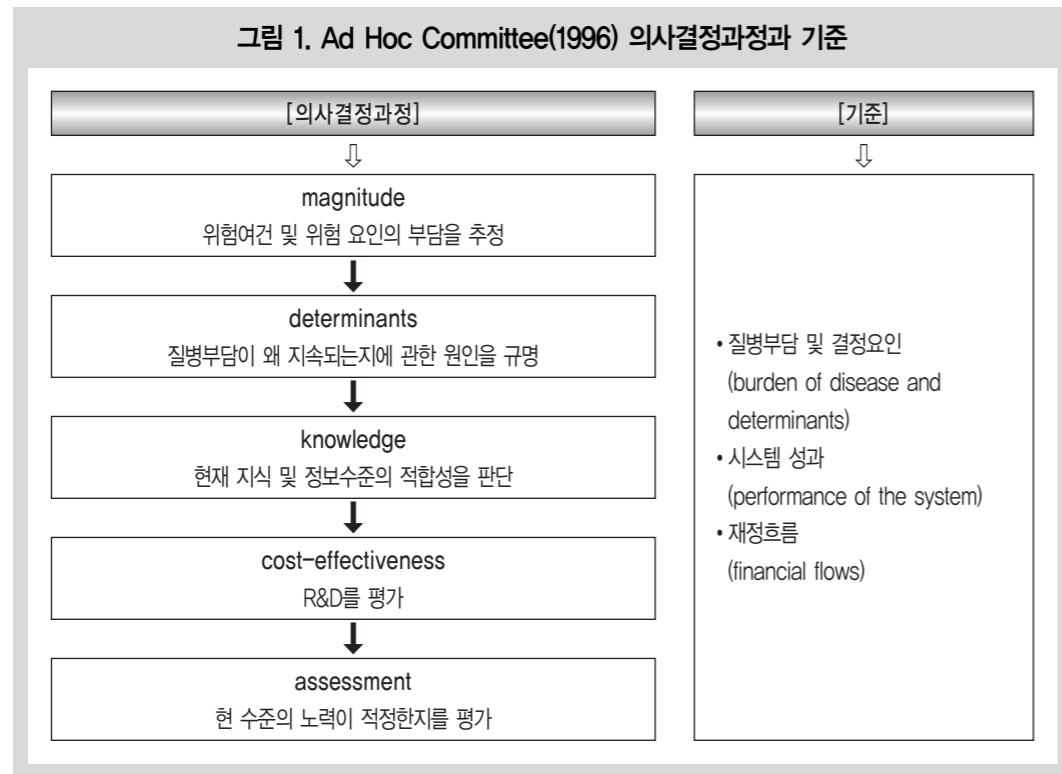 그림 1. Ad Hoc Committee(1996) 의사결정과정과 기준
[의사결정과정]
magnitude
위험여건 및 위험 요인의 부담을 추정
determinants
질병부담이 왜 지속되는지에 관한 원인을 규명
knowledge
현재 지식 및 정보수준의 적합성을 판단
cost-effectiveness
R&D를 평가
assessment
현 수준의 노력이 적정한지를 평가
[기준]
• 질병부담 및 결정요인
(burden of disease and
determinants)
• 시스템 성과
(performance of the system)
• 재정흐름
(financial flows)